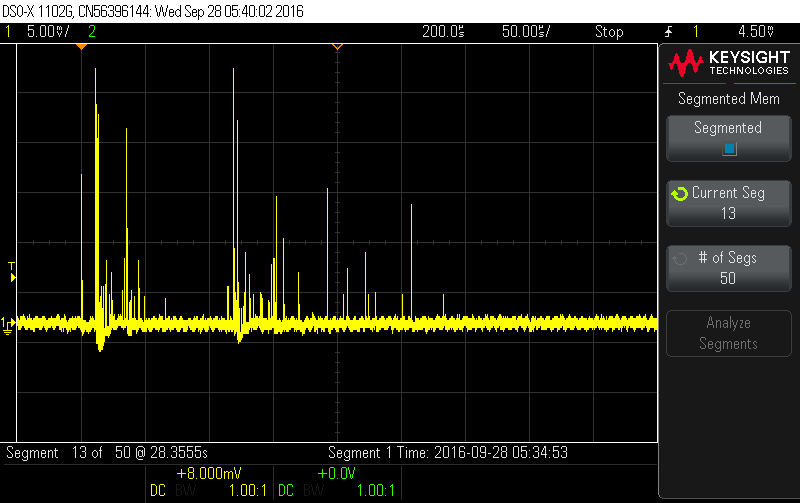 DSO-X 1102G, CN56396144: Wed Sep 28 05:40:02 2016
1 5.00V/ 2 200.0s 50.00s/ Stop 1 4.50V
KEYSIGHT
TECHNOLOGIES
Segmented Mem
Segmented
Current Seg
13
# of Segs
50
Analyze
Segments
T
1
Segment 13 of 50 @ 28.3555s Segment 1 Time: 2016-09-28 05:34:53
+8.000mV +0.0V
DC BW 1.00:1 DC BW 1.00:1